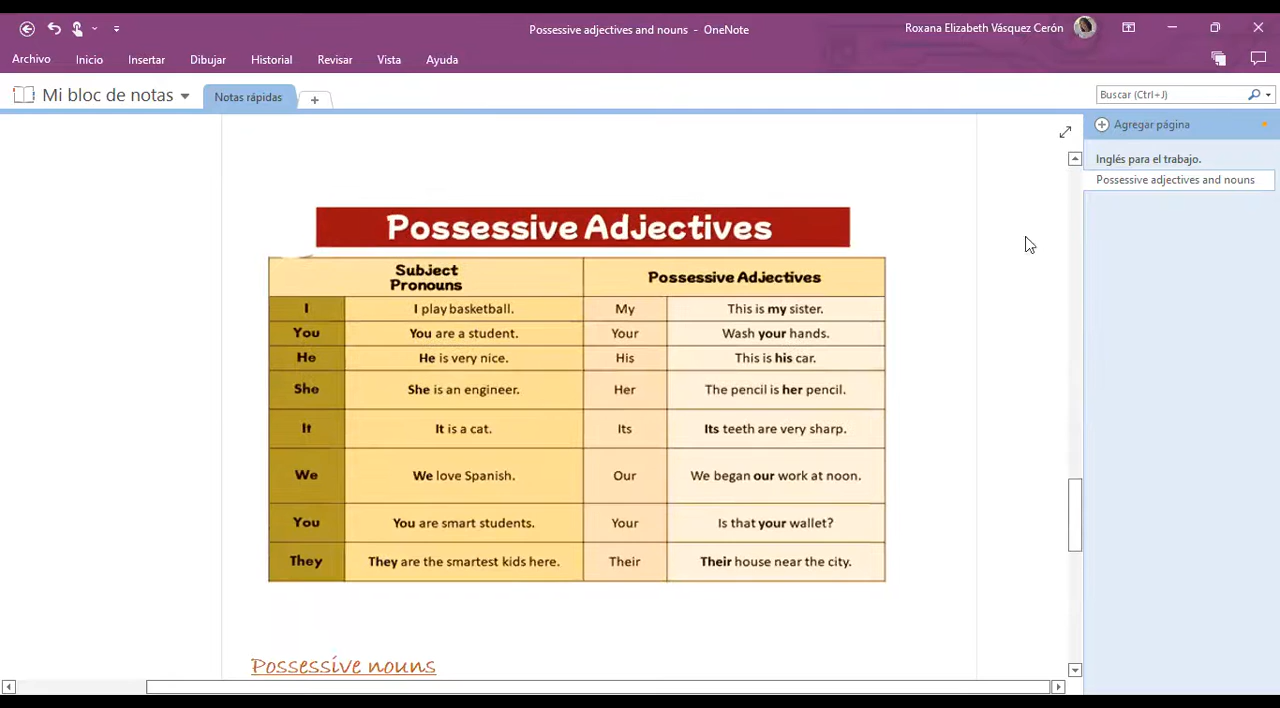 Possessive adjectives and nouns - OneNote
Roxana Elizabeth Vásquez Cerón
Archivo Inicio Insertar Dibujar Historial Revisar Vista Ayuda
Mi bloc de notas Notas rápidas +
Buscar (Ctrl+J)
Agregar página
Inglés para el trabajo.
Possessive adjectives and nouns
Possessive Adjectives
Subject
Pronouns
Possessive Adjectives
I I play basketball. My This is my sister.
You You are a student. Your Wash your hands.
He He is very nice. His This is his car.
She She is an engineer. Her The pencil is her pencil.
It It is a cat. Its Its teeth are very sharp.
We We love Spanish. Our We began our work at noon.
You You are smart students. Your Is that your wallet?
They They are the smartest kids here. Their Their house near the city.
Possessive nouns